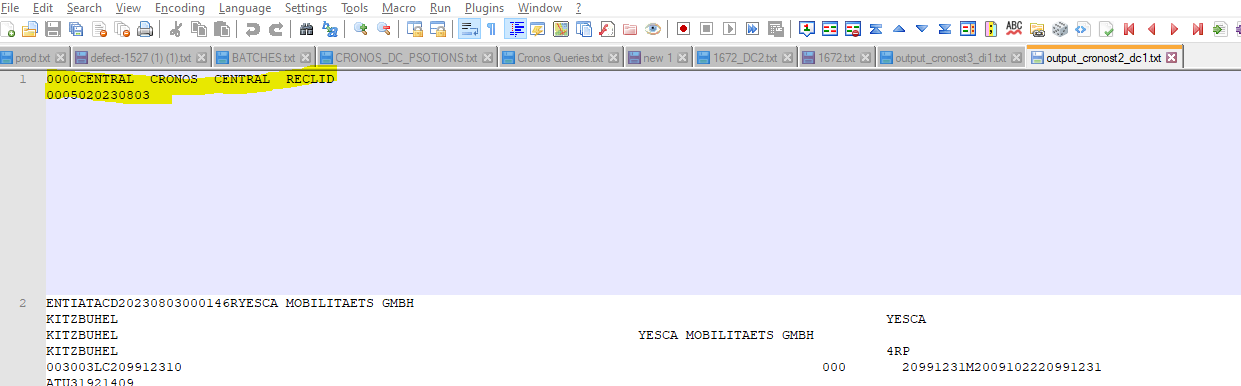 File Edit Search View Encoding Language Settings Tools Macro Run Plugins Window ?
prod.txt defect-1527 (1) (1).txt BATCHES.txt CRONOS_DC_PSOTIONS.txt Cronos Queries.txt new 1 1672_DC2.txt 1672.txt output_cronost3_di1.txt output_cronost2_dc1.txt
1 0000CENTRAL CRONOS CENTRAL RECLID
0005020230803
2 ENTIATACD20230803000146RYESCA MOBILITAETS GMBH
KITZBUHEL YESCA
KITZBUHEL YESCA MOBILITAETS GMBH
KITZBUHEL 4RP
003003LC209912310 000 20991231M2009102220991231
ATU31921409